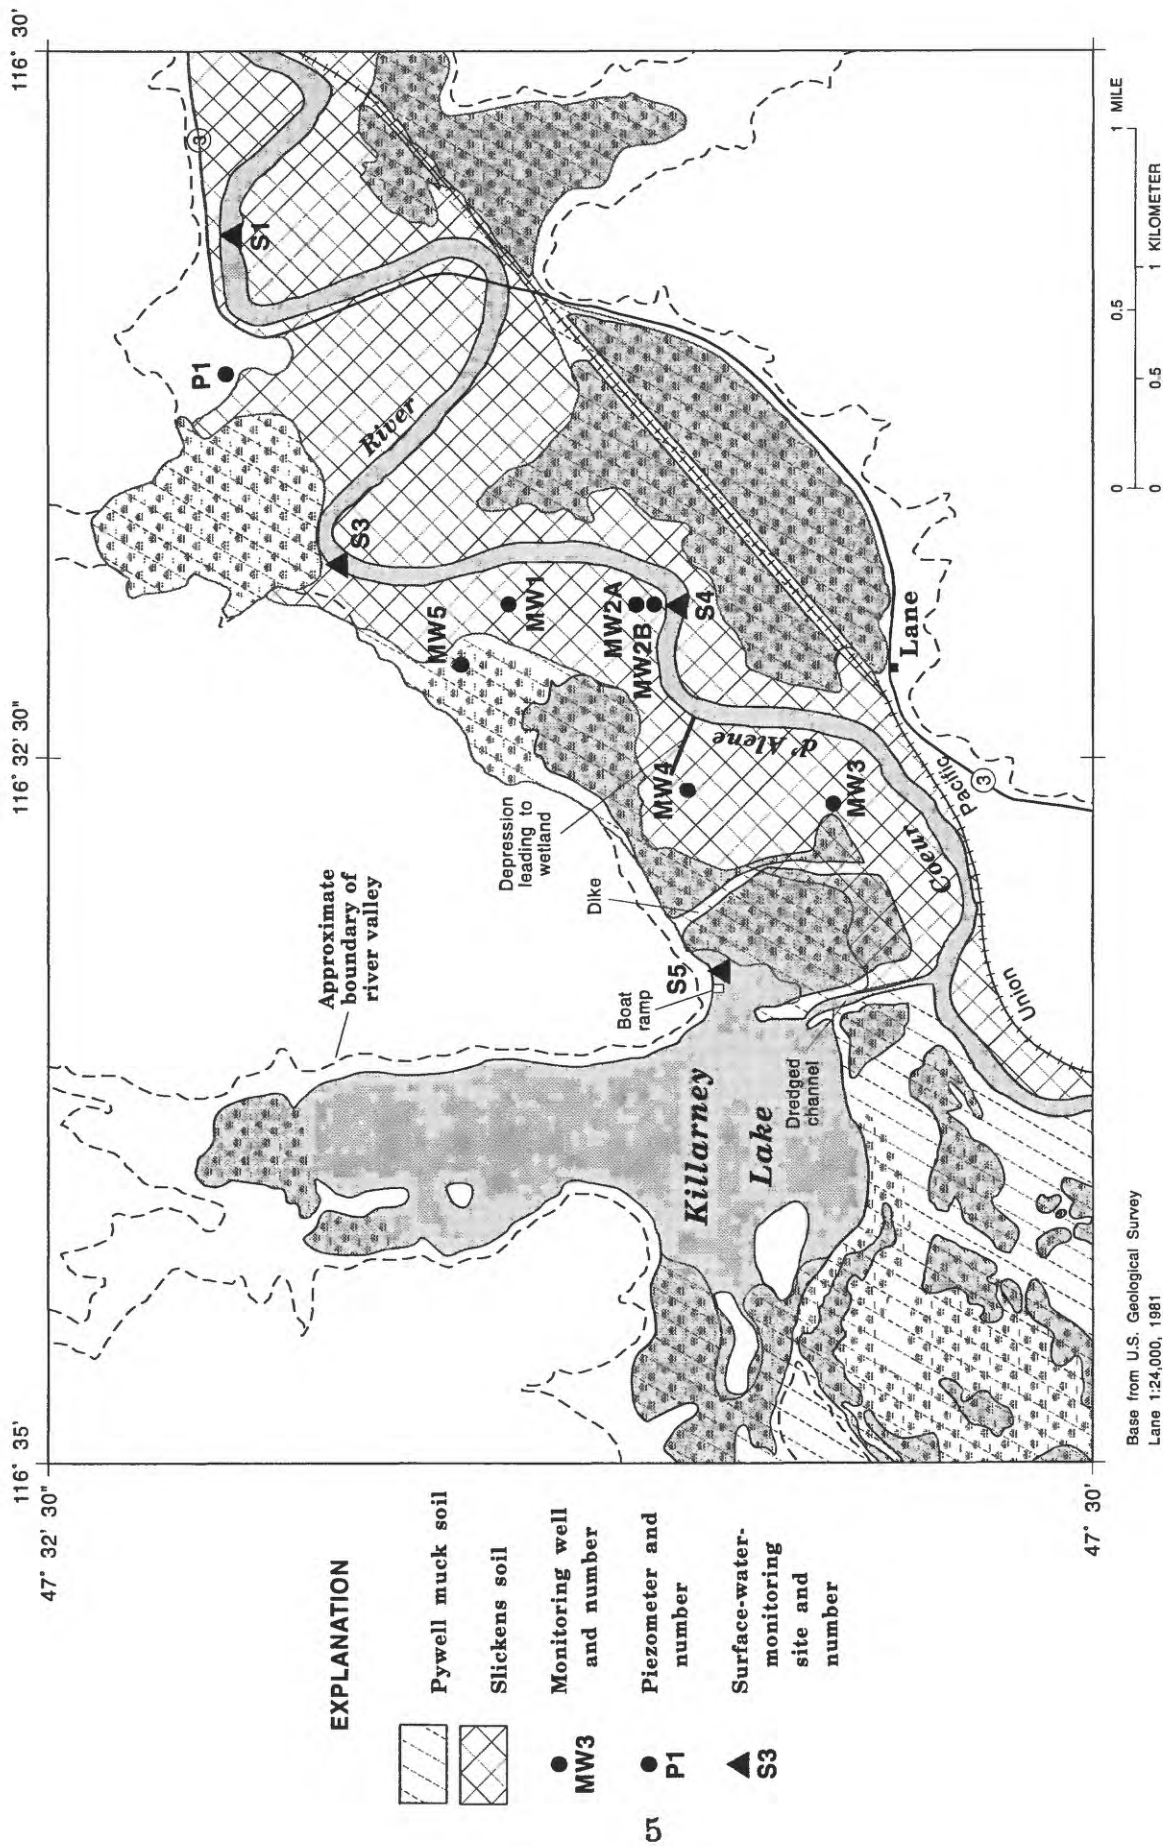 116° 35'
116° 32' 30"
116° 30'
47° 32' 30"
47° 30'
EXPLANATION
Pywell muck soil
Slickens soil
MW3
Monitoring well
and number
P1
Piezometer and
number
S3
Surface-water-
monitoring
site and
number
Approximate
boundary of
river valley
Depression
leading to
wetland
Dike
Boat
ramp
S5
Dredged
channel
Killarney
Lake
P1
S1
3
S3
River
MW5
MW1
MW2A
MW2B
S4
MW4
MW3
d'Alene
Coeur
Lane
Union
Pacific
3
0
0.5
1 MILE
0
0.5
1 KILOMETER
Base from U.S. Geological Survey
Lane 1:24,000, 1981
5